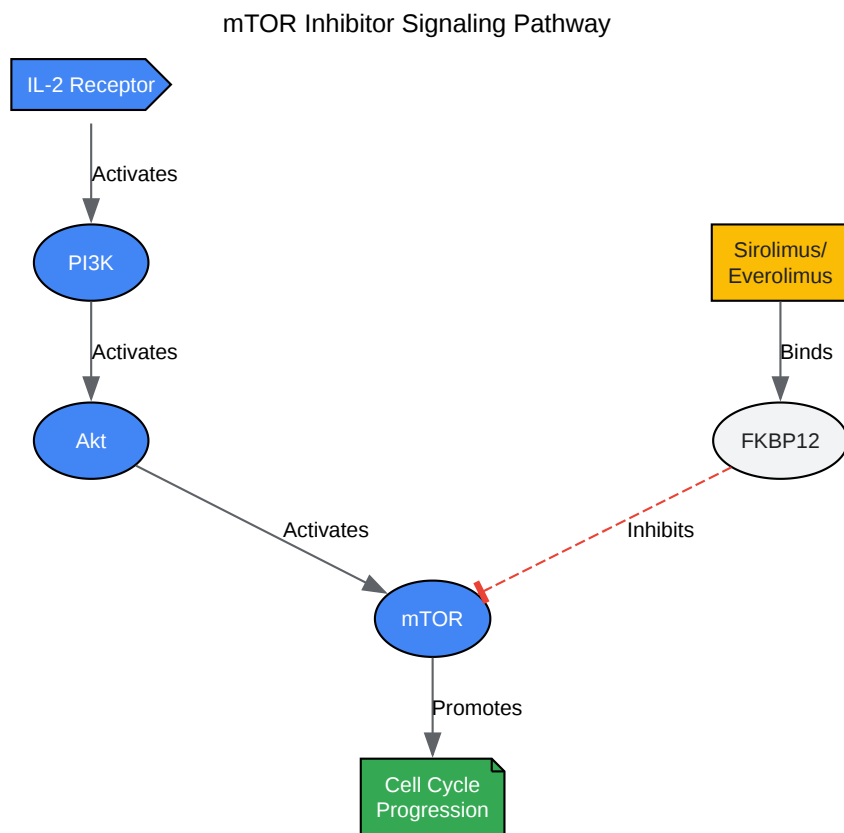 mTOR Inhibitor Signaling Pathway
IL-2 Receptor
Activates
PI3K
Sirolimus/
Everolimus
Activates
Binds
Akt
FKBP12
Activates
Inhibits
mTOR
Promotes
Cell Cycle
Progression